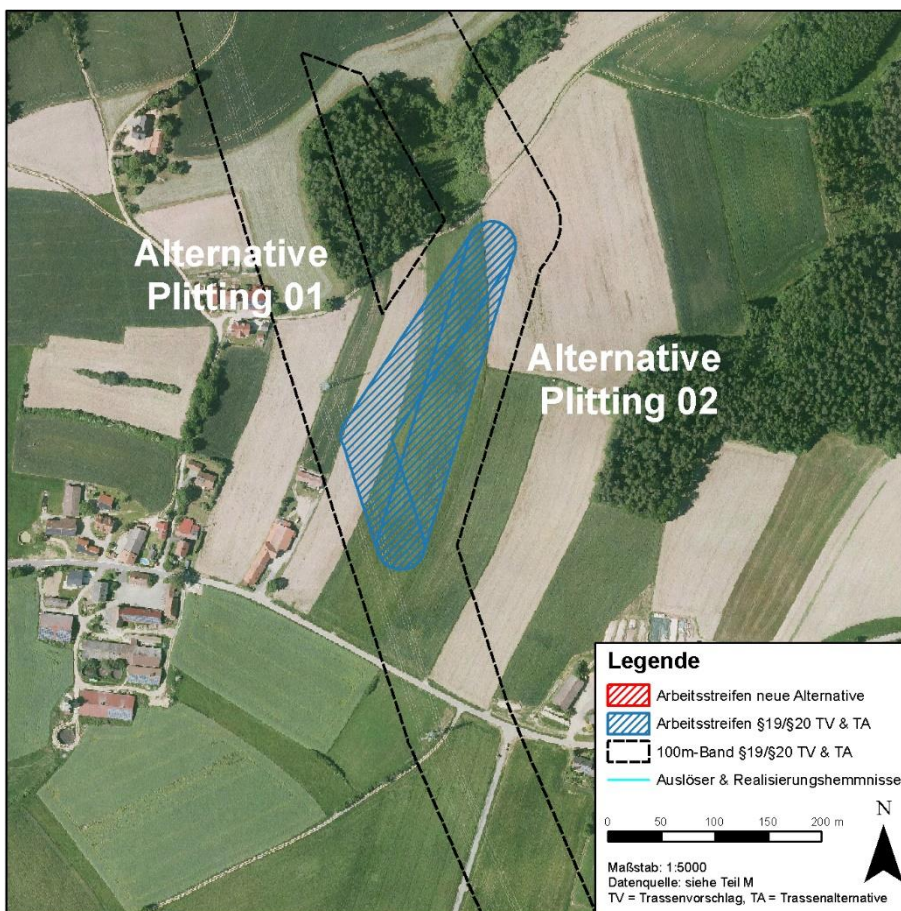 Alternative
Plitting 01
Alternative
Plitting 02
Legende
Arbeitsstreifen neue Alternative
Arbeitsstreifen §19/§20 TV & TA
100m-Band §19/§20 TV & TA
Auslöser & Realisierungshemmnisse
0 50 100 150 200 m
N
Maßstab: 1:5000
Datenquelle: siehe Teil M
TV = Trassenvorschlag, TA = Trassenalternative